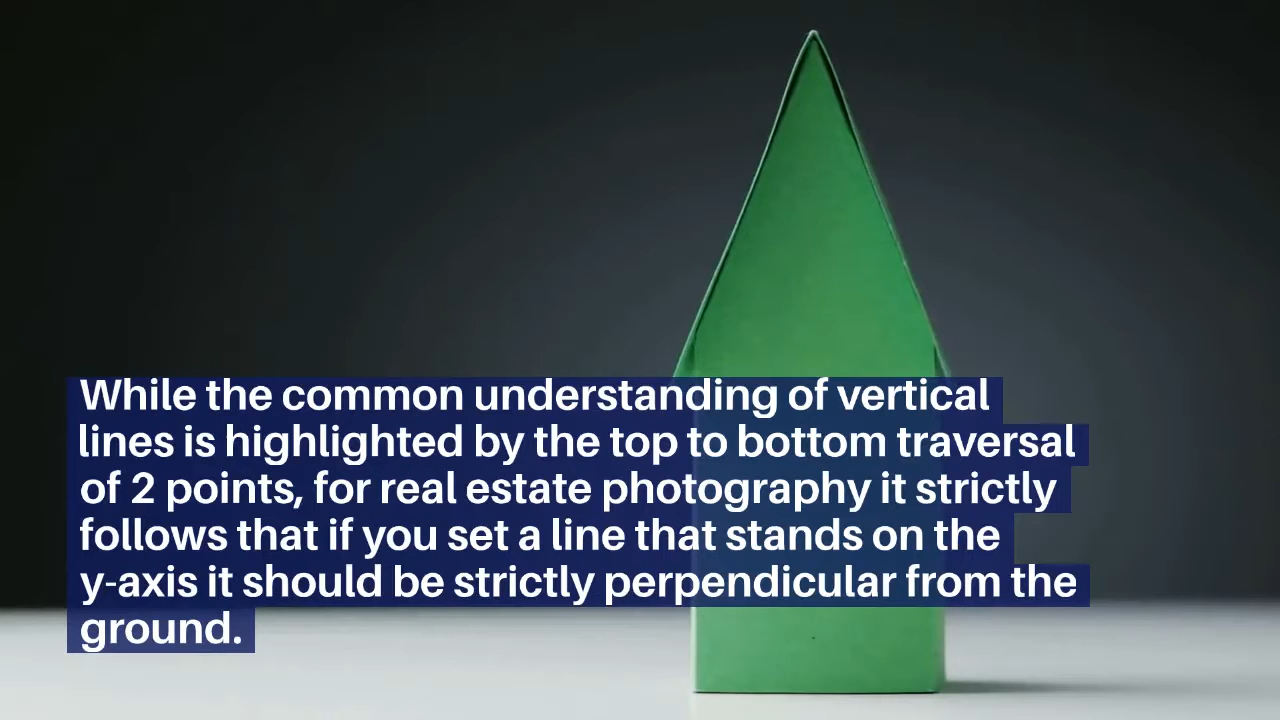 While the common understanding of vertical
lines is highlighted by the top to bottom traversal
of 2 points, for real estate photography it strictly
follows that if you set a line that stands on the
y-axis it should be strictly perpendicular from the
ground.